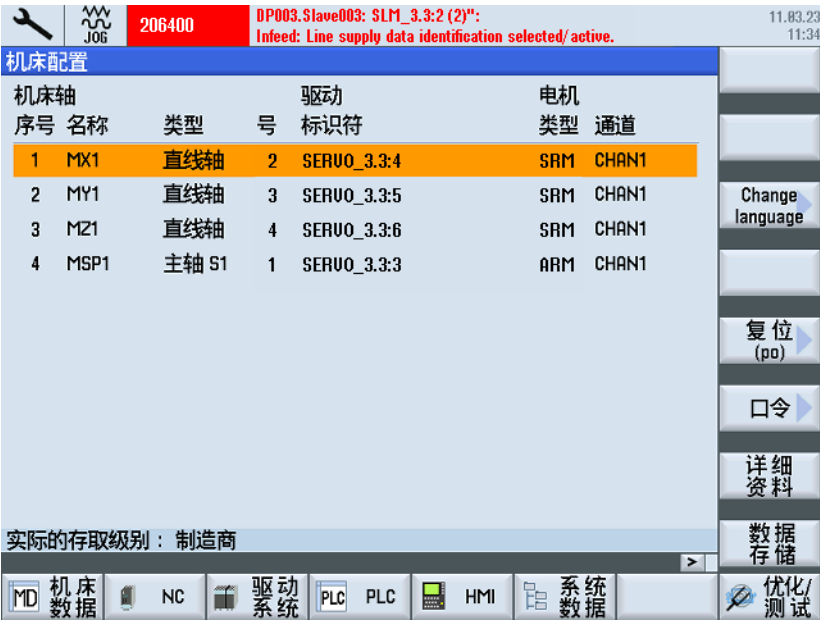 JOG
206400
DP003.Slave003: SLM_3.3:2 (2)":
Infeed: Line supply data identification selected/active.
11.03.23
11:34
机床配置
机床轴 驱动 电机
序号 名称 类型 号 标识符 类型 通道
1 MX1 直线轴 2 SERVO_3.3:4 SRM CHAN1
2 MY1 直线轴 3 SERVO_3.3:5 SRM CHAN1
3 MZ1 直线轴 4 SERVO_3.3:6 SRM CHAN1
4 MSP1 主轴 S1 1 SERVO_3.3:3 ARM CHAN1
Change
language
复位
(po)
口令
详细
资料
数据
存储
实际的存取级别: 制造商
>
MD 机床
数据
NC
驱动
系统
PLC PLC
HMI
系统
数据
优化/
测试